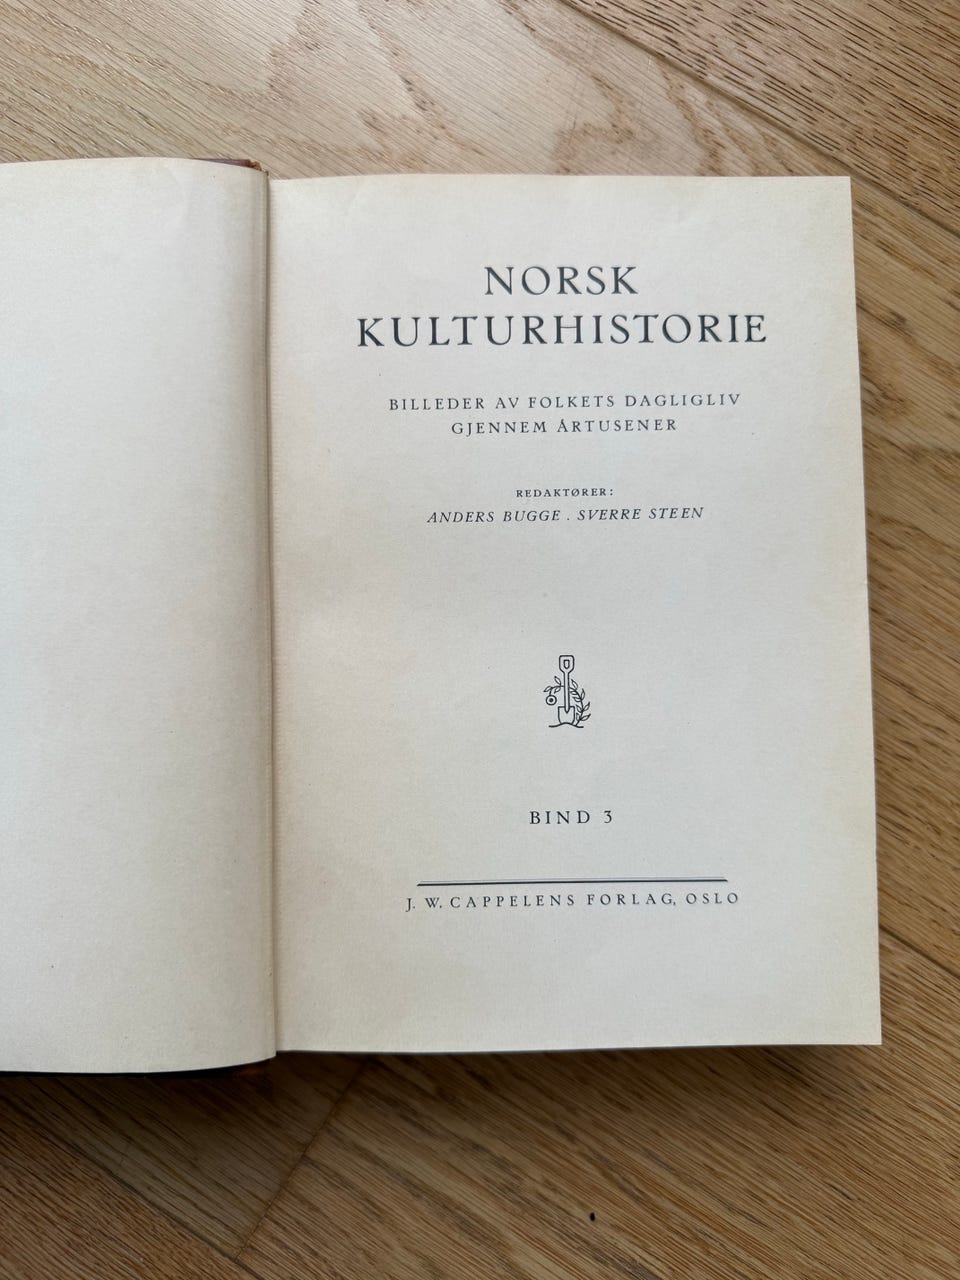 NORSK
KULTURHISTORIE
BILLEDER AV FOLKETS DAGLIGLIV
GJENNEM ÅRTUSENER
REDAKTØRER:
ANDERS BUGGE . SVERRE STEEN
BIND 3
J. W. CAPPELENS FORLAG, OSLO